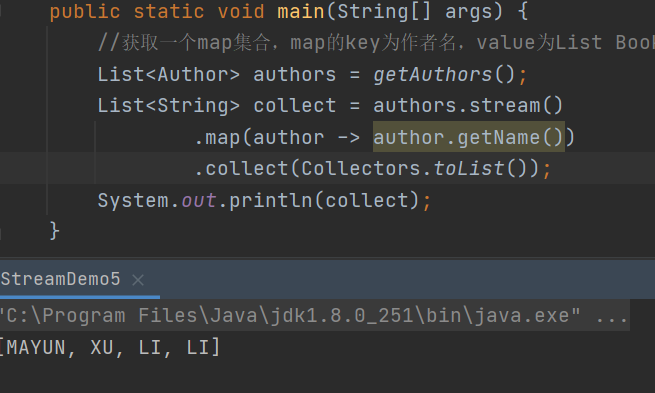 public static void main(String[] args) {
//获取一个map集合，map的key为作者名，value为List Book
List<Author> authors = getAuthors();
List<String> collect = authors.stream()
.map(author -> author.getName())
.collect(Collectors.toList());
System.out.println(collect);
}
StreamDemo5 ×
"C:\Program Files\Java\jdk1.8.0_251\bin\java.exe" ...
[MAYUN, XU, LI, LI]